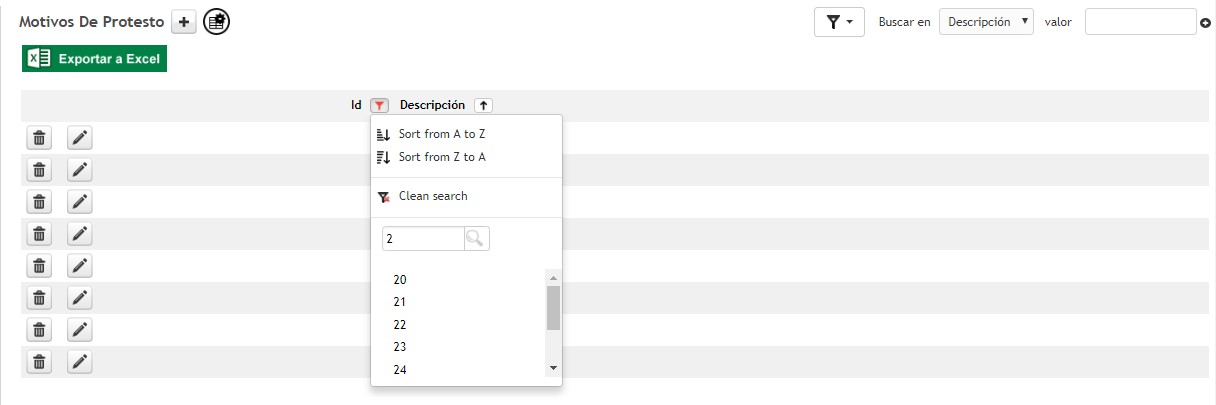 Motivos De Protesto
Buscar en Descripción valor
Exportar a Excel
Id Descripción
Sort from A to Z
Sort from Z to A
Clean search
2
20
21
22
23
24